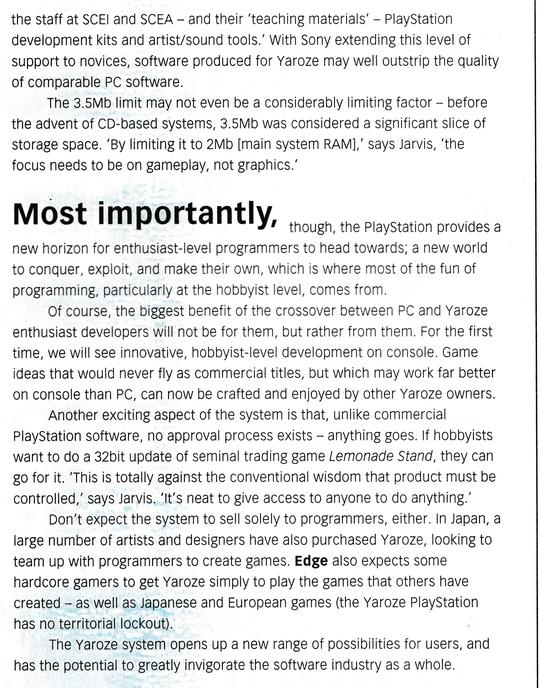 the staff at SCEI and SCEA – and their ‘teaching materials’ – PlayStation
development kits and artist/sound tools.’ With Sony extending this level of
support to novices, software produced for Yaroze may well outstrip the quality
of comparable PC software.
The 3.5Mb limit may not even be a considerably limiting factor – before
the advent of CD-based systems, 3.5Mb was considered a significant slice of
storage space. ‘By limiting it to 2Mb [main system RAM],’ says Jarvis, ‘the
focus needs to be on gameplay, not graphics.’
Most importantly, though, the PlayStation provides a
new horizon for enthusiast-level programmers to head towards; a new world
to conquer, exploit, and make their own, which is where most of the fun of
programming, particularly at the hobbyist level, comes from.
Of course, the biggest benefit of the crossover between PC and Yaroze
enthusiast developers will not be for them, but rather from them. For the first
time, we will see innovative, hobbyist-level development on console. Game
ideas that would never fly as commercial titles, but which may work far better
on console than PC, can now be crafted and enjoyed by other Yaroze owners.
Another exciting aspect of the system is that, unlike commercial
PlayStation software, no approval process exists – anything goes. If hobbyists
want to do a 32bit update of seminal trading game Lemonade Stand, they can
go for it. ‘This is totally against the conventional wisdom that product must be
controlled,’ says Jarvis. ‘It’s neat to give access to anyone to do anything.’
Don’t expect the system to sell solely to programmers, either. In Japan, a
large number of artists and designers have also purchased Yaroze, looking to
team up with programmers to create games. Edge also expects some
hardcore gamers to get Yaroze simply to play the games that others have
created – as well as Japanese and European games (the Yaroze PlayStation
has no territorial lockout).
The Yaroze system opens up a new range of possibilities for users, and
has the potential to greatly invigorate the software industry as a whole.